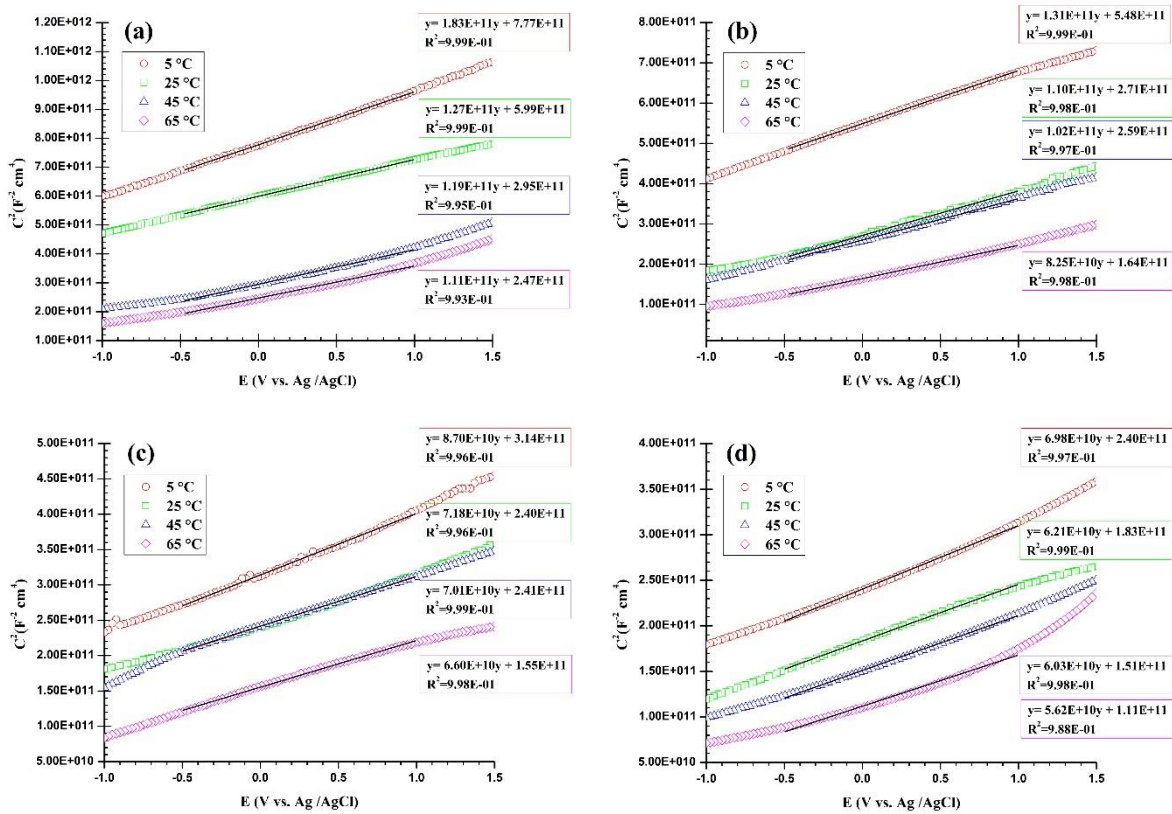 (a)
5 °C
25 °C
45 °C
65 °C
y= 1.83E+11y + 7.77E+11
R²=9.99E-01
y= 1.27E+11y + 5.99E+11
R²=9.99E-01
y= 1.19E+11y + 2.95E+11
R²=9.95E-01
y= 1.11E+11y + 2.47E+11
R²=9.93E-01
1.20E+012
1.10E+012
1.00E+012
9.00E+011
8.00E+011
7.00E+011
6.00E+011
5.00E+011
4.00E+011
3.00E+011
2.00E+011
1.00E+011
C²(F⁻² cm⁴)
-1.0 -0.5 0.0 0.5 1.0 1.5
E (V vs. Ag /AgCl)
(b)
5 °C
25 °C
45 °C
65 °C
y= 1.31E+11y + 5.48E+11
R²=9.99E-01
y= 1.10E+11y + 2.71E+11
R²=9.98E-01
y= 1.02E+11y + 2.59E+11
R²=9.97E-01
y= 8.25E+10y + 1.64E+11
R²=9.98E-01
8.00E+011
7.00E+011
6.00E+011
5.00E+011
4.00E+011
3.00E+011
2.00E+011
1.00E+011
C²(F⁻² cm⁴)
-1.0 -0.5 0.0 0.5 1.0 1.5
E (V vs. Ag /AgCl)
(c)
5 °C
25 °C
45 °C
65 °C
y= 8.70E+10y + 3.14E+11
R²=9.96E-01
y= 7.18E+10y + 2.40E+11
R²=9.96E-01
y= 7.01E+10y + 2.41E+11
R²=9.99E-01
y= 6.60E+10y + 1.55E+11
R²=9.98E-01
5.00E+011
4.50E+011
4.00E+011
3.50E+011
3.00E+011
2.50E+011
2.00E+011
1.50E+011
1.00E+011
5.00E+010
C²(F⁻² cm⁴)
-1.0 -0.5 0.0 0.5 1.0 1.5
E (V vs. Ag /AgCl)
(d)
5 °C
25 °C
45 °C
65 °C
y= 6.98E+10y + 2.40E+11
R²=9.97E-01
y= 6.21E+10y + 1.83E+11
R²=9.99E-01
y= 6.03E+10y + 1.51E+11
R²=9.98E-01
y= 5.62E+10y + 1.11E+11
R²=9.88E-01
4.00E+011
3.50E+011
3.00E+011
2.50E+011
2.00E+011
1.50E+011
1.00E+011
5.00E+010
C²(F⁻² cm⁴)
-1.0 -0.5 0.0 0.5 1.0 1.5
E (V vs. Ag /AgCl)